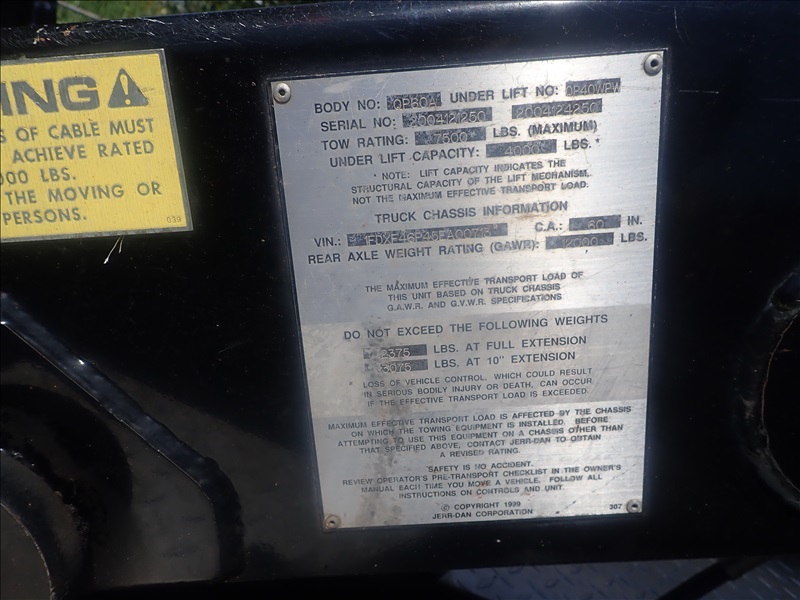 ING
S OF CABLE MUST
ACHIEVE RATED
000 LBS.
THE MOVING OR
PERSONS.
BODY NO: UNDER LIFT NO:
SERIAL NO: 2004121250 2004124250
TOW RATING: 7500 LBS. (MAXIMUM)
UNDER LIFT CAPACITY: 4000 LBS. *
* NOTE: LIFT CAPACITY INDICATES THE
STRUCTURAL CAPACITY OF THE LIFT MECHANISM,
NOT THE MAXIMUM EFFECTIVE TRANSPORT LOAD.
TRUCK CHASSIS INFORMATION
C.A.: 60 IN.
VIN.:
REAR AXLE WEIGHT RATING (GAWR): 12000 LBS.
THE MAXIMUM EFFECTIVE TRANSPORT LOAD OF
THIS UNIT BASED ON TRUCK CHASSIS
G.A.W.R. AND G.V.W.R. SPECIFICATIONS
DO NOT EXCEED THE FOLLOWING WEIGHTS
2375 LBS. AT FULL EXTENSION
3075 LBS. AT 10" EXTENSION
* LOSS OF VEHICLE CONTROL, WHICH COULD RESULT
IN SERIOUS BODILY INJURY OR DEATH, CAN OCCUR
IF THE EFFECTIVE TRANSPORT LOAD IS EXCEEDED.
MAXIMUM EFFECTIVE TRANSPORT LOAD IS AFFECTED BY THE CHASSIS
ON WHICH THE TOWING EQUIPMENT IS INSTALLED. BEFORE
ATTEMPTING TO USE THIS EQUIPMENT ON A CHASSIS OTHER THAN
THAT SPECIFIED ABOVE, CONTACT JERR-DAN TO OBTAIN
A REVISED RATING.
SAFETY IS NO ACCIDENT.
REVIEW OPERATOR'S PRE-TRANSPORT CHECKLIST IN THE OWNER'S
MANUAL EACH TIME YOU MOVE A VEHICLE. FOLLOW ALL
INSTRUCTIONS ON CONTROLS AND UNIT.
© COPYRIGHT 1999
JERR-DAN CORPORATION 307